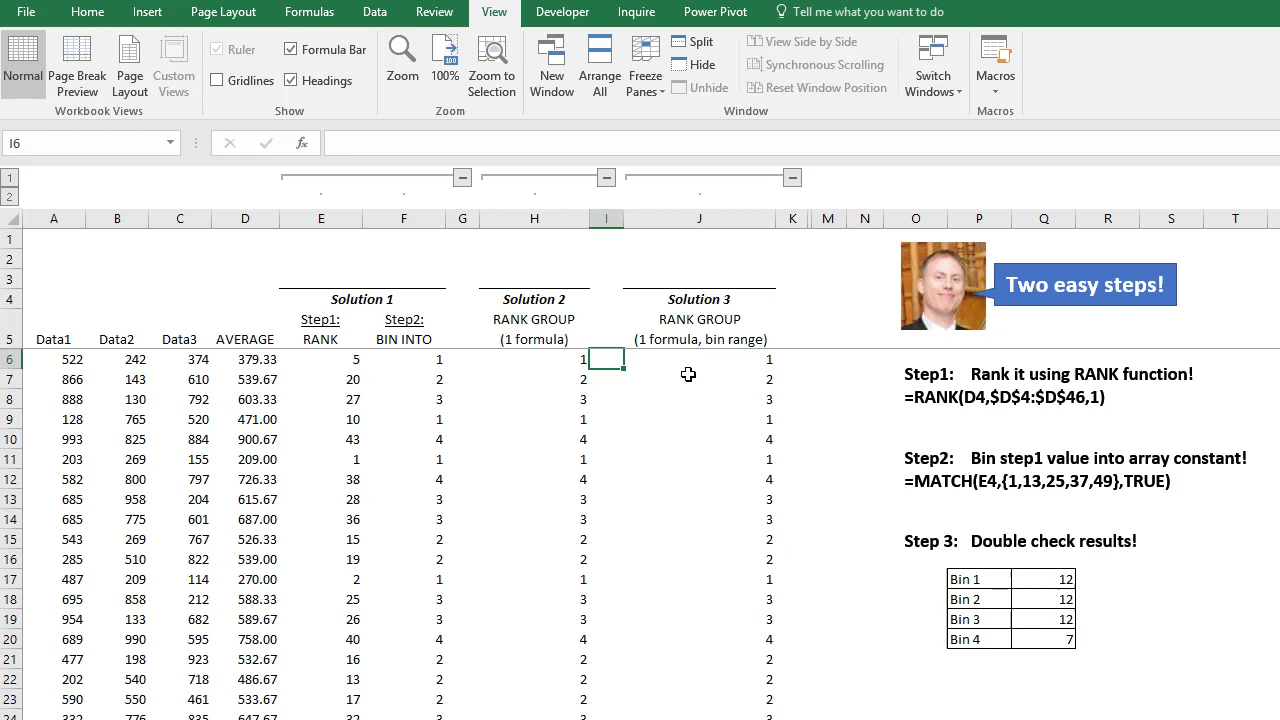 File Home Insert Page Layout Formulas Data Review View Developer Inquire Power Pivot Tell me what you want to do
Normal Page Break Preview Page Layout Custom Views
Workbook Views
Ruler Formula Bar
Gridlines Headings
Show
Zoom 100% Zoom to Selection
Zoom
New Window Arrange All Freeze Panes
Split
Hide
Unhide
View Side by Side
Synchronous Scrolling
Reset Window Position
Window
Switch Windows
Macros
Macros
I6 fx
1
2
A B C D E F G H I J K M N O P Q R S T
1
2
3
4 Solution 1 Solution 2 Solution 3
Step1: Step2: RANK GROUP RANK GROUP
5 Data1 Data2 Data3 AVERAGE RANK BIN INTO (1 formula) (1 formula, bin range)
6 522 242 374 379.33 5 1 1 1
7 866 143 610 539.67 20 2 2 2
8 888 130 792 603.33 27 3 3 3
9 128 765 520 471.00 10 1 1 1
10 993 825 884 900.67 43 4 4 4
11 203 269 155 209.00 1 1 1 1
12 582 800 797 726.33 38 4 4 4
13 685 958 204 615.67 28 3 3 3
14 685 775 601 687.00 36 3 3 3
15 543 269 767 526.33 15 2 2 2
16 285 510 822 539.00 19 2 2 2
17 487 209 114 270.00 2 1 1 1
18 695 858 212 588.33 25 3 3 3
19 954 133 682 589.67 26 3 3 3
20 689 990 595 758.00 40 4 4 4
21 477 198 923 532.67 16 2 2 2
22 202 540 718 486.67 13 2 2 2
23 590 550 461 533.67 17 2 2 2
24 332 776 835 647.67 32 3 3 3
Two easy steps!
Step1: Rank it using RANK function!
=RANK(D4,$D$4:$D$46,1)
Step2: Bin step1 value into array constant!
=MATCH(E4,{1,13,25,37,49},TRUE)
Step 3: Double check results!
Bin 1 12
Bin 2 12
Bin 3 12
Bin 4 7